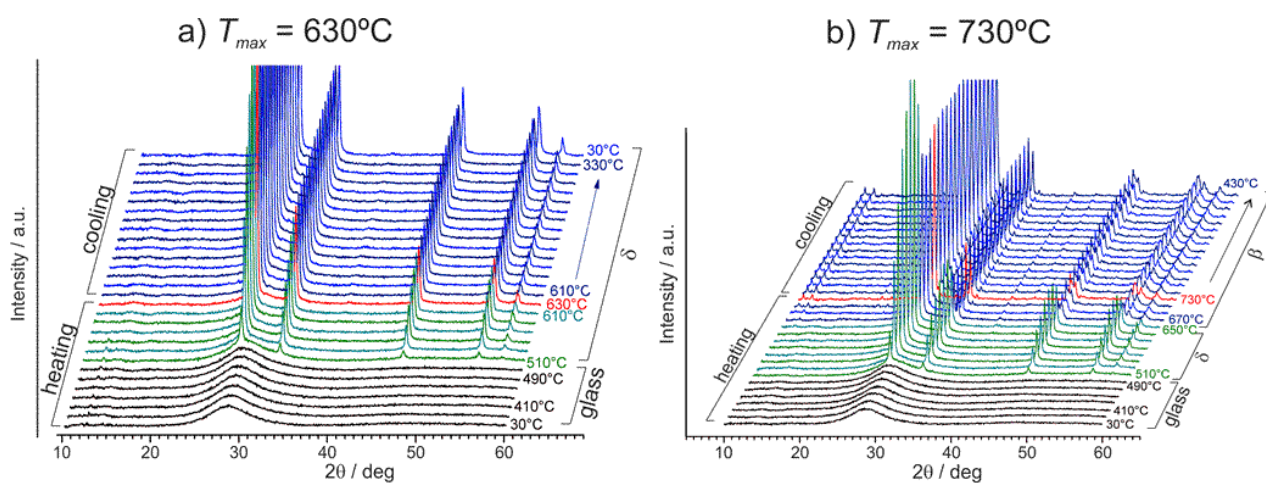 a) Tmax = 630ºC
Intensity / a.u.
cooling
heating
30°C
330°C
610°C
630°C
610°C
510°C
490°C
410°C
30°C
δ
glass
10 20 30 40 50 60
2θ / deg
b) Tmax = 730ºC
Intensity / a.u.
cooling
heating
430°C
730°C
670°C
650°C
510°C
490°C
410°C
30°C
β
δ
glass
10 20 30 40 50 60
2θ / deg